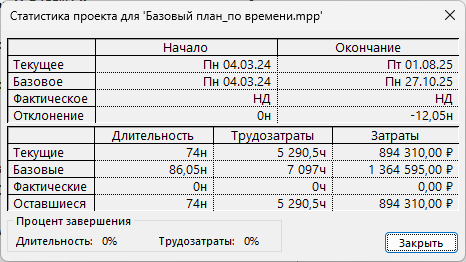 Статистика проекта для 'Базовый план_по времени.mpp'
Начало Окончание
Текущее Пн 04.03.24 Пт 01.08.25
Базовое Пн 04.03.24 Пн 27.10.25
Фактическое НД НД
Отклонение 0н -12,05н
Длительность Трудозатраты Затраты
Текущие 74н 5 290,5ч 894 310,00 ₽
Базовые 86,05н 7 097ч 1 364 595,00 ₽
Фактические 0н 0ч 0,00 ₽
Оставшиеся 74н 5 290,5ч 894 310,00 ₽
Процент завершения
Длительность: 0% Трудозатраты: 0%
Закрыть